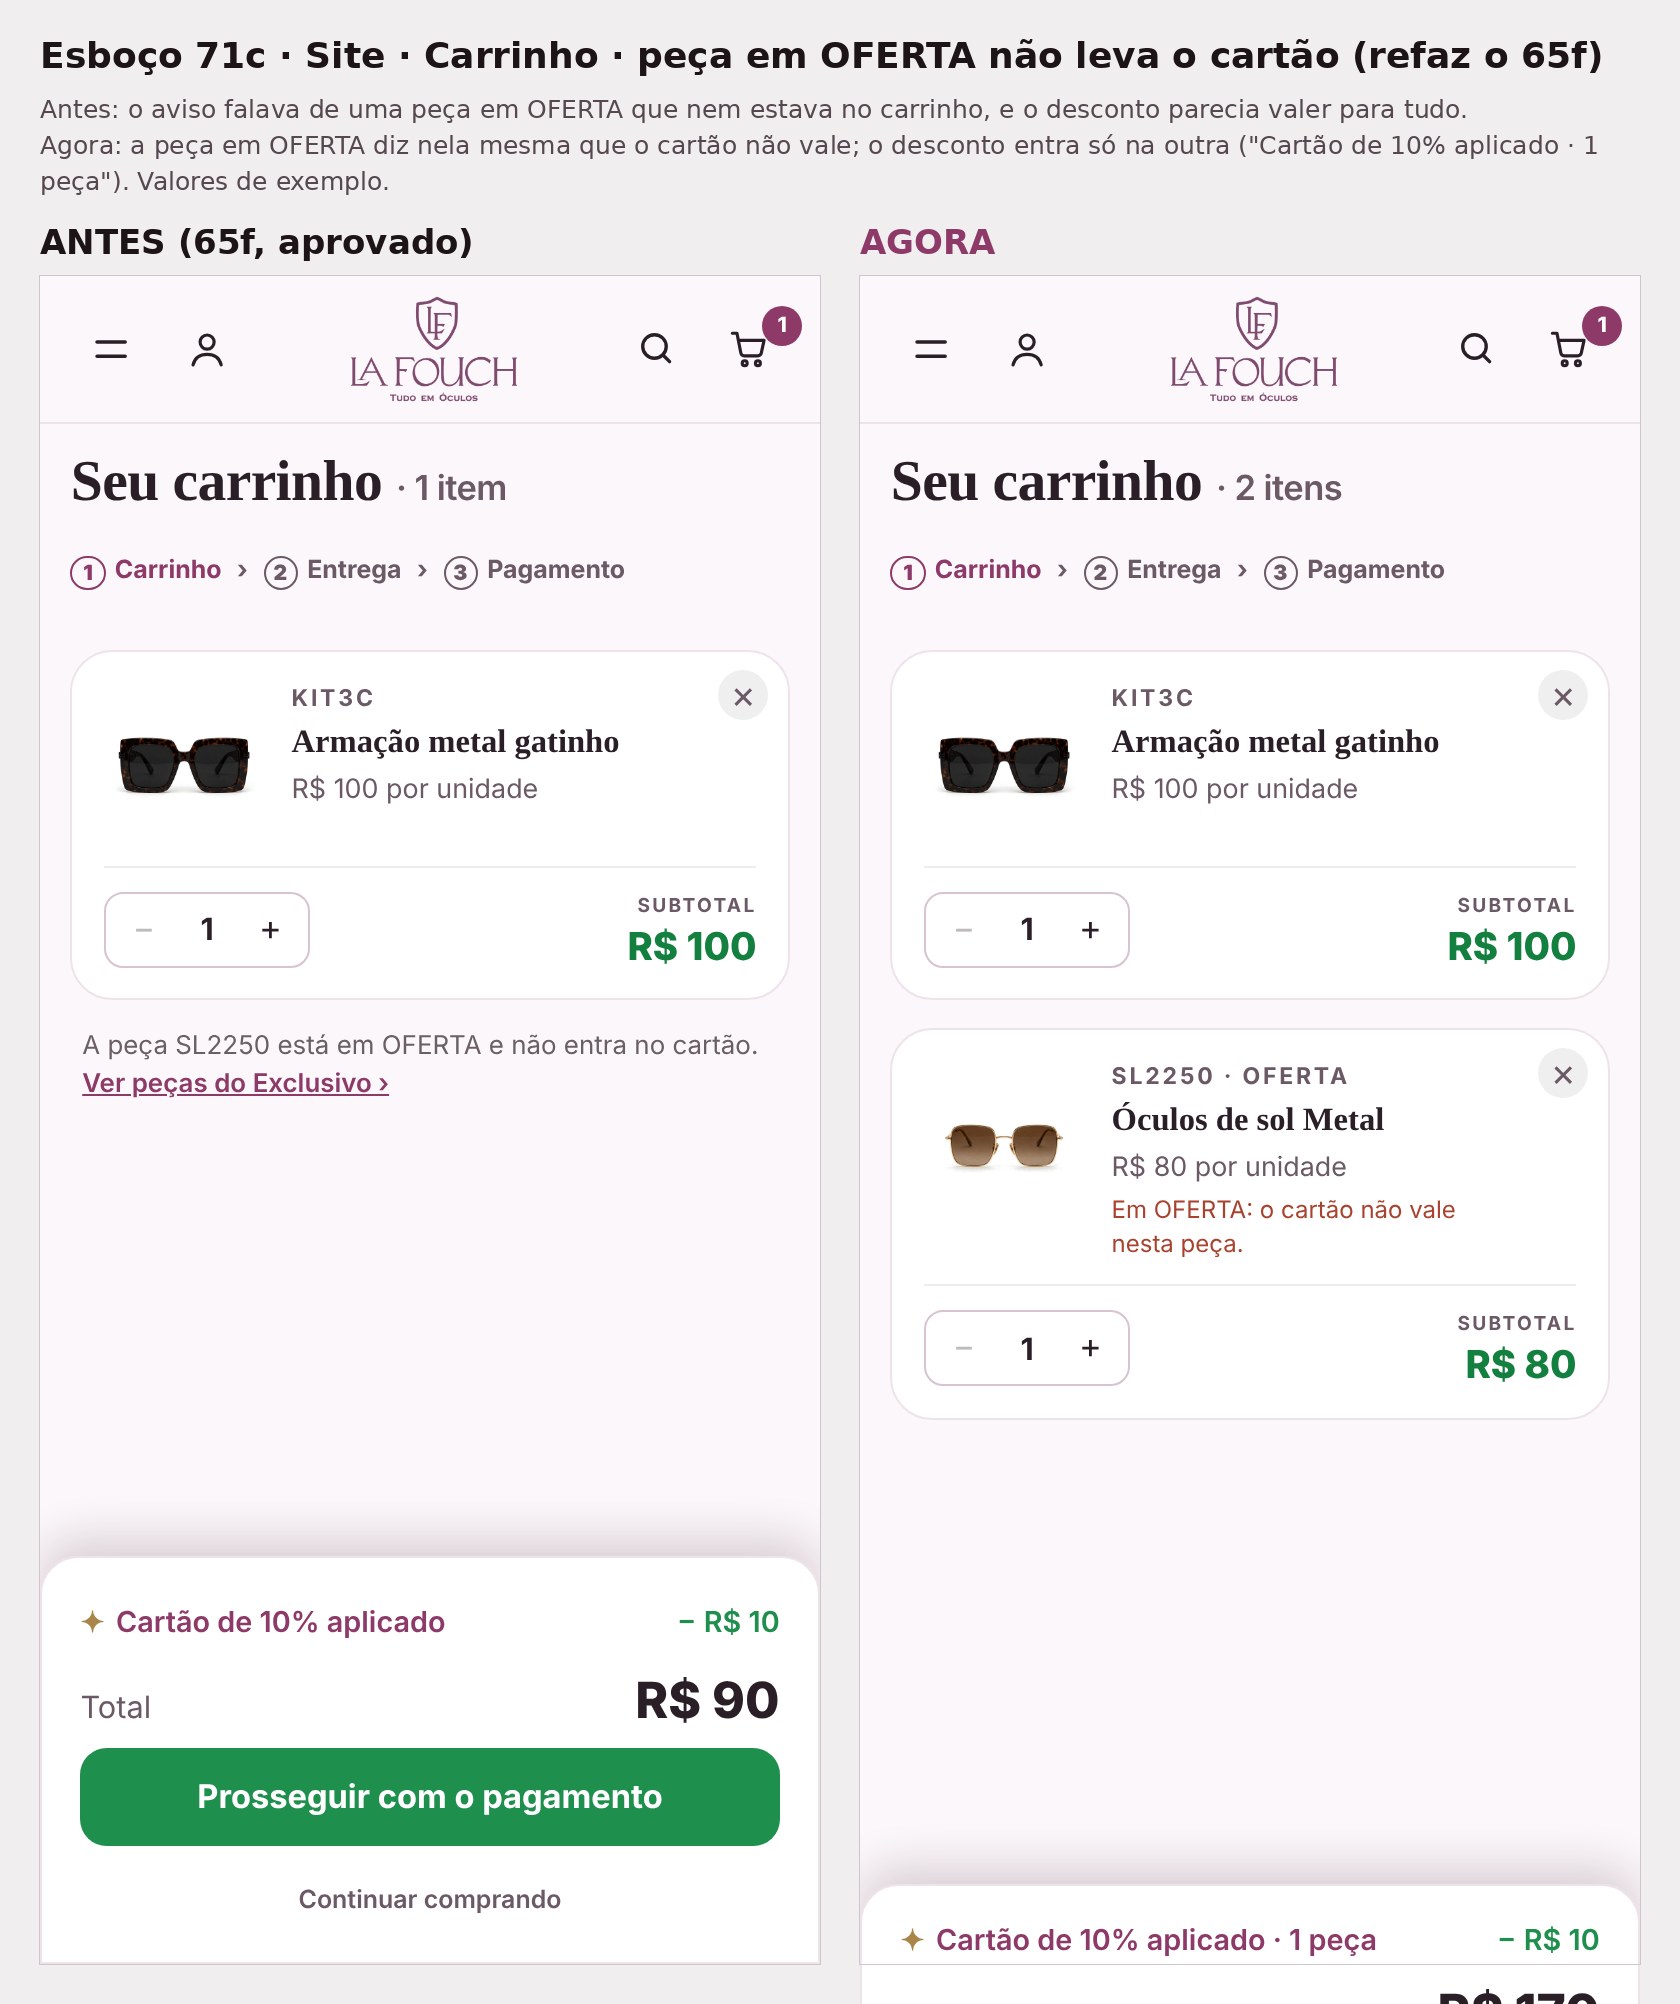 Esboço 71c · Site · Carrinho · peça em OFERTA não leva o cartão (refaz o 65f)
Antes: o aviso falava de uma peça em OFERTA que nem estava no carrinho, e o desconto parecia valer para tudo.
Agora: a peça em OFERTA diz nela mesma que o cartão não vale; o desconto entra só na outra ("Cartão de 10% aplicado · 1
peça"). Valores de exemplo.
ANTES (65f, aprovado)
LF
LA FOUCH
Tudo em Óculos
1
Seu carrinho · 1 item
1 Carrinho › 2 Entrega › 3 Pagamento
KIT3C
×
Armação metal gatinho
R$ 100 por unidade
− 1 +
SUBTOTAL
R$ 100
A peça SL2250 está em OFERTA e não entra no cartão.
Ver peças do Exclusivo ›
✦ Cartão de 10% aplicado − R$ 10
Total R$ 90
Prosseguir com o pagamento
Continuar comprando
AGORA
LF
LA FOUCH
Tudo em Óculos
1
Seu carrinho · 2 itens
1 Carrinho › 2 Entrega › 3 Pagamento
KIT3C
×
Armação metal gatinho
R$ 100 por unidade
− 1 +
SUBTOTAL
R$ 100
SL2250 · OFERTA
×
Óculos de sol Metal
R$ 80 por unidade
Em OFERTA: o cartão não vale
nesta peça.
− 1 +
SUBTOTAL
R$ 80
✦ Cartão de 10% aplicado · 1 peça − R$ 10